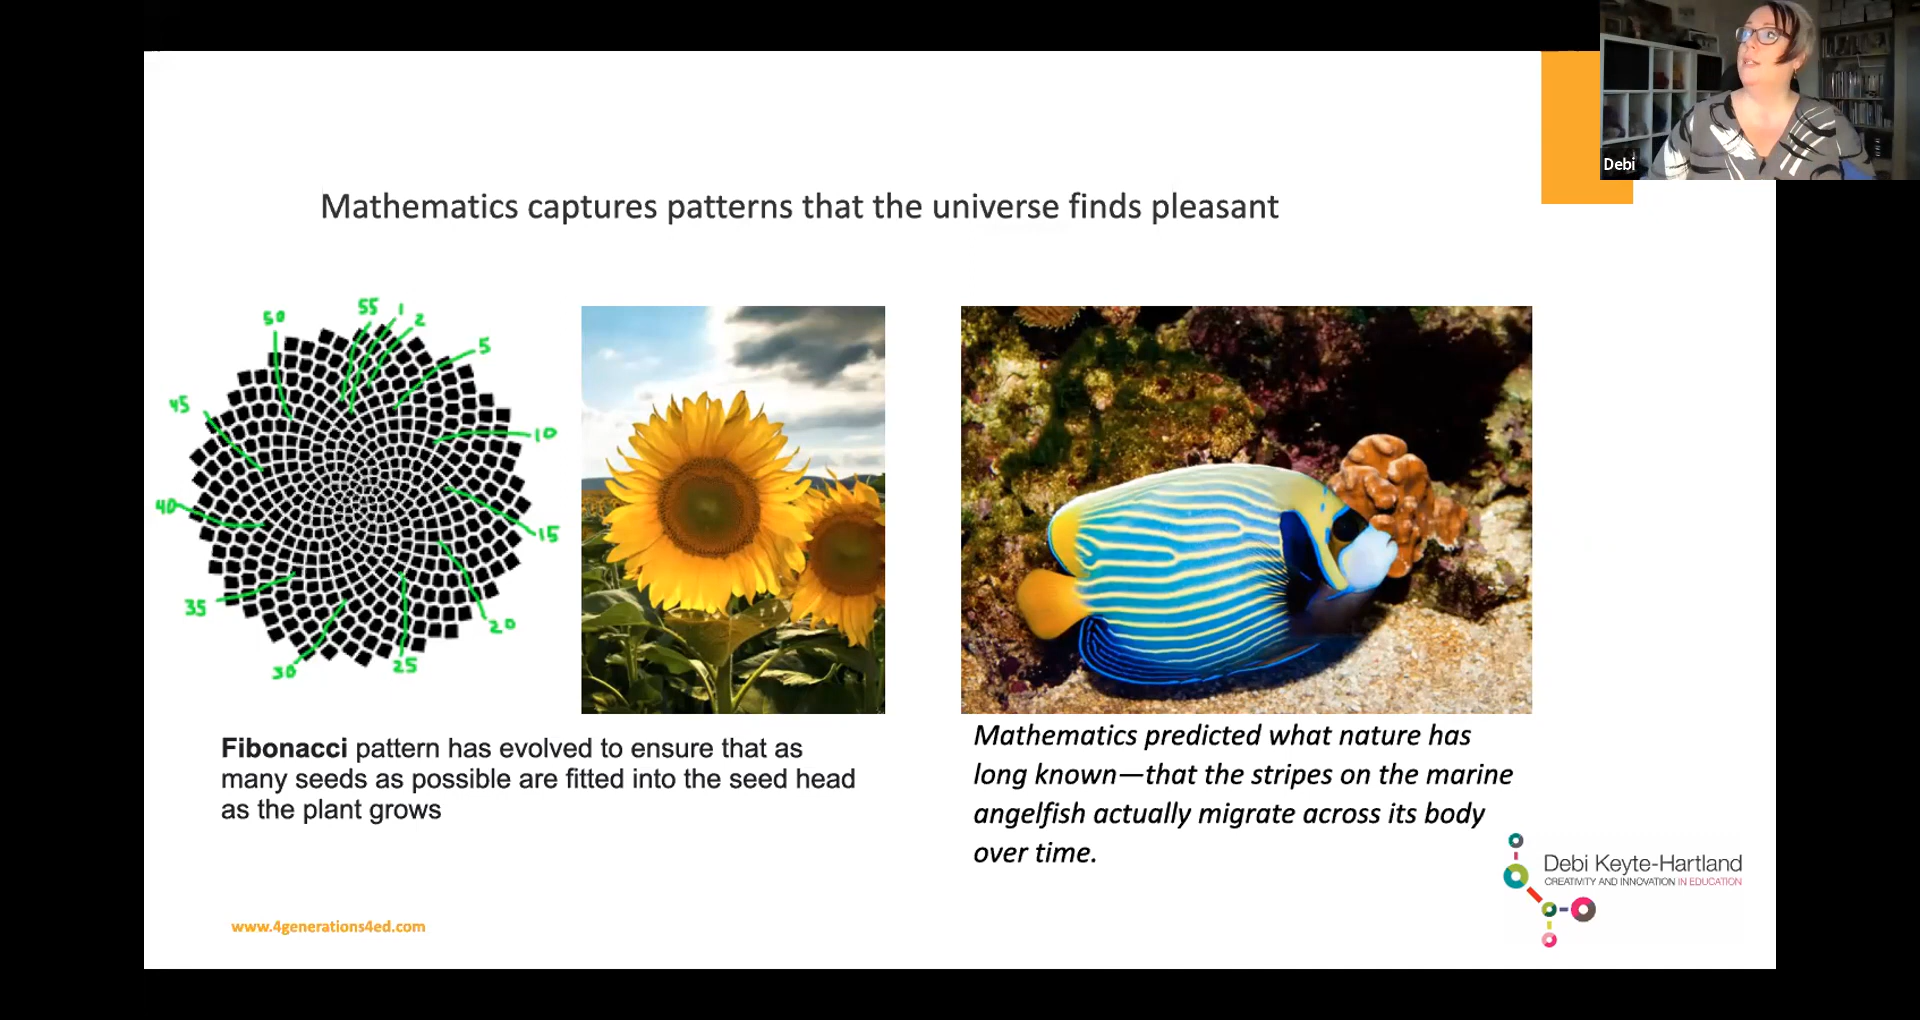 Debi
Mathematics captures patterns that the universe finds pleasant
50
55
1
2
5
45
10
40
15
35
20
30
25
Fibonacci pattern has evolved to ensure that as
many seeds as possible are fitted into the seed head
as the plant grows
Mathematics predicted what nature has
long known—that the stripes on the marine
angelfish actually migrate across its body
over time.
Debi Keyte-Hartland
CREATIVITY AND INNOVATION IN EDUCATION
www.4generations4ed.com